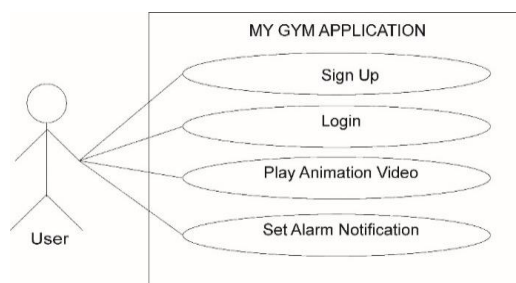 MY GYM APPLICATION
Sign Up
Login
Play Animation Video
Set Alarm Notification
User